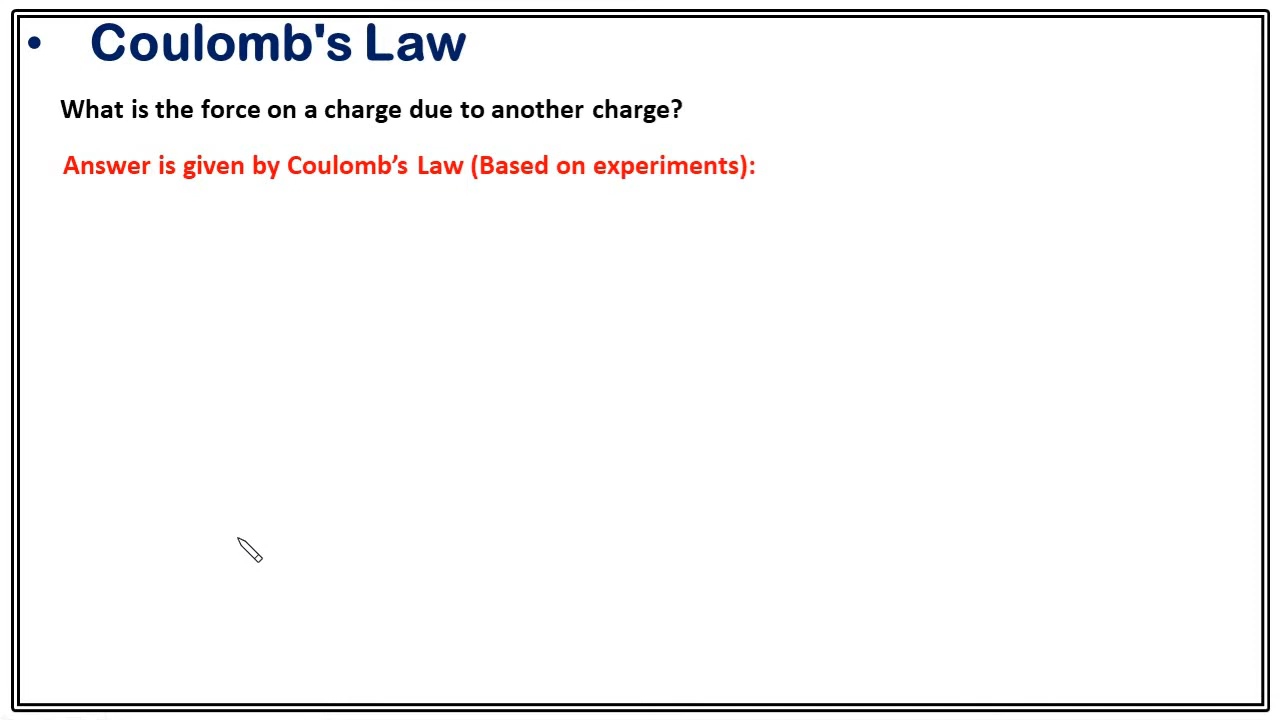 • Coulomb's Law
What is the force on a charge due to another charge?
Answer is given by Coulomb’s Law (Based on experiments):